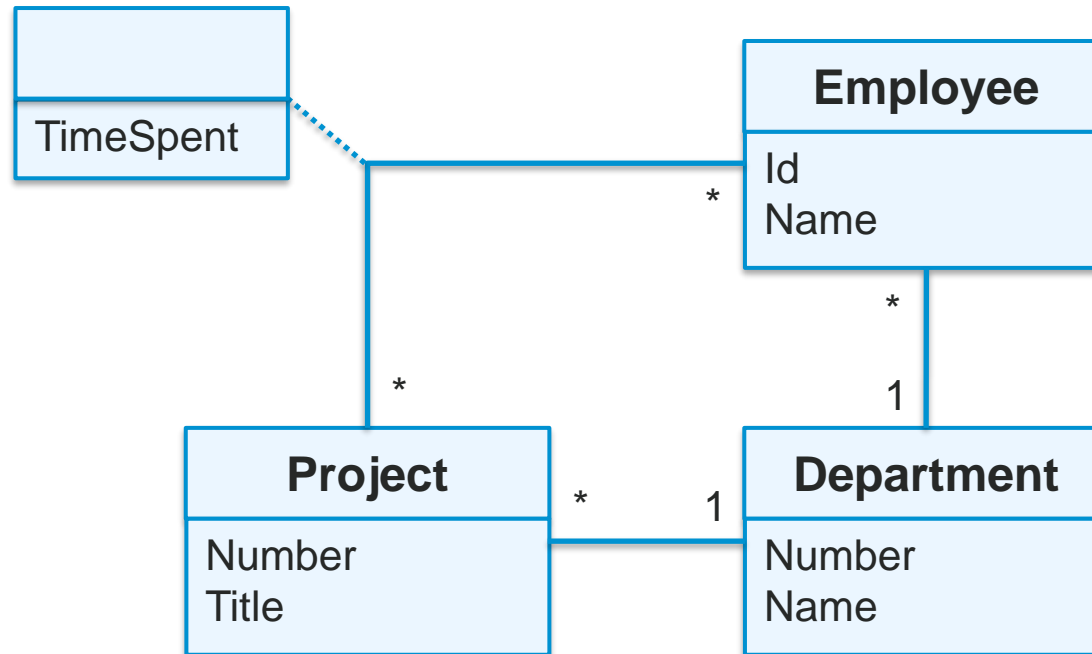 TimeSpent
Employee
Id
Name
*
*
*
1
Project
Number
Title
*
1
Department
Number
Name